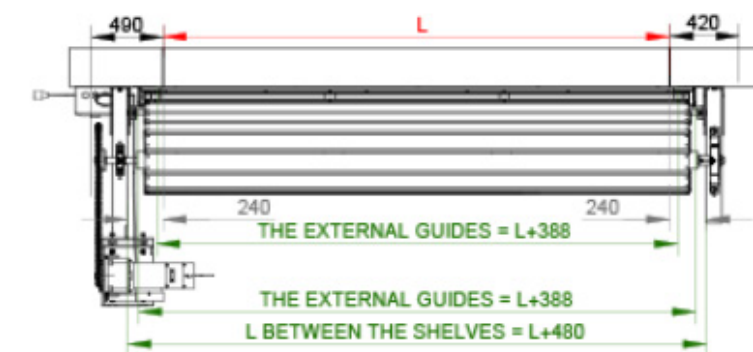 490 L 420
240 240
THE EXTERNAL GUIDES = L+388
THE EXTERNAL GUIDES = L+388
L BETWEEN THE SHELVES = L+480